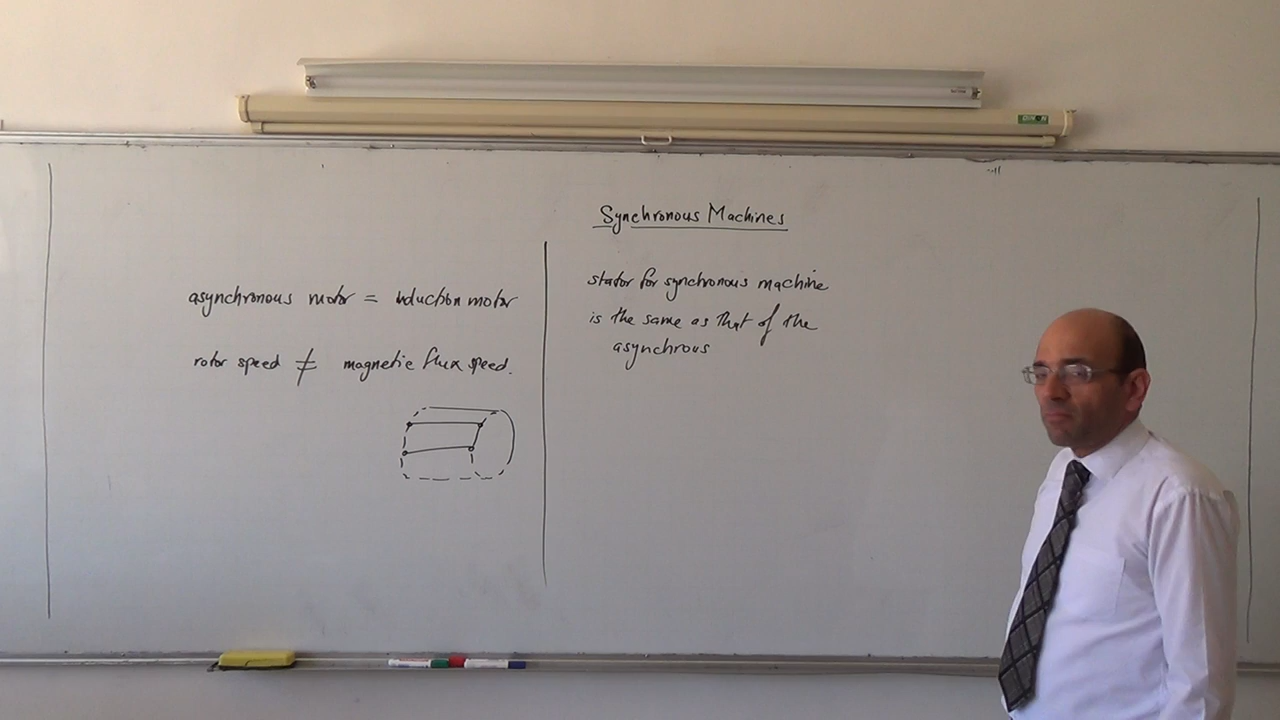 Synchronous Machines
asynchronous motor = induction motor
rotor speed ≠ magnetic flux speed.
stator for synchronous machine
is the same as that of the
asynchrous